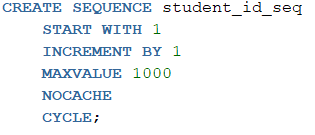 CREATE SEQUENCE student_id_seq
START WITH 1
INCREMENT BY 1
MAXVALUE 1000
NOCACHE
CYCLE;